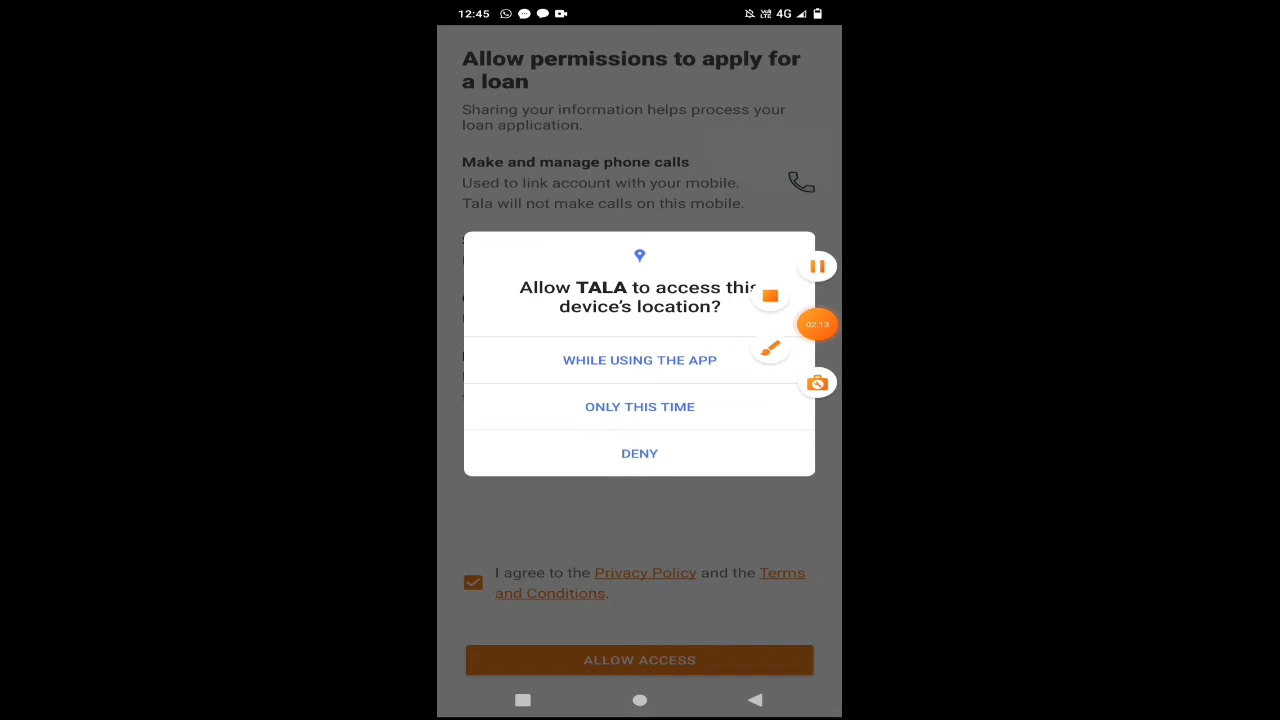 12:45
4G
Allow permissions to apply for
a loan
Sharing your information helps process your
loan application.
Make and manage phone calls
Used to link account with your mobile.
Tala will not make calls on this mobile.
Allow TALA to access this
device's location?
02:13
WHILE USING THE APP
ONLY THIS TIME
DENY
I agree to the Privacy Policy and the Terms
and Conditions.
ALLOW ACCESS